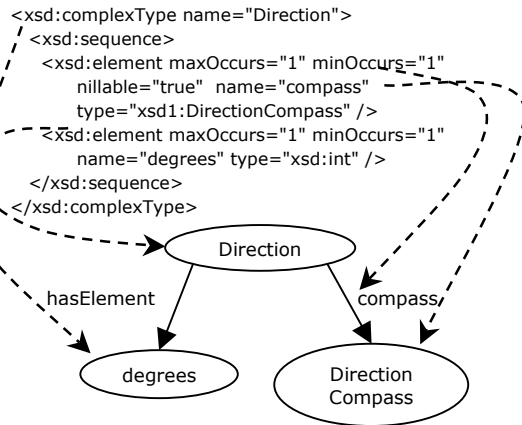 <xsd:complexType name="Direction">
<xsd:sequence>
<xsd:element maxOccurs="1" minOccurs="1"
nillable="true" name="compass"
type="xsd1:DirectionCompass" />
<xsd:element maxOccurs="1" minOccurs="1"
name="degrees" type="xsd:int" />
</xsd:sequence>
</xsd:complexType>
Direction
hasElement
compass
degrees
Direction
Compass